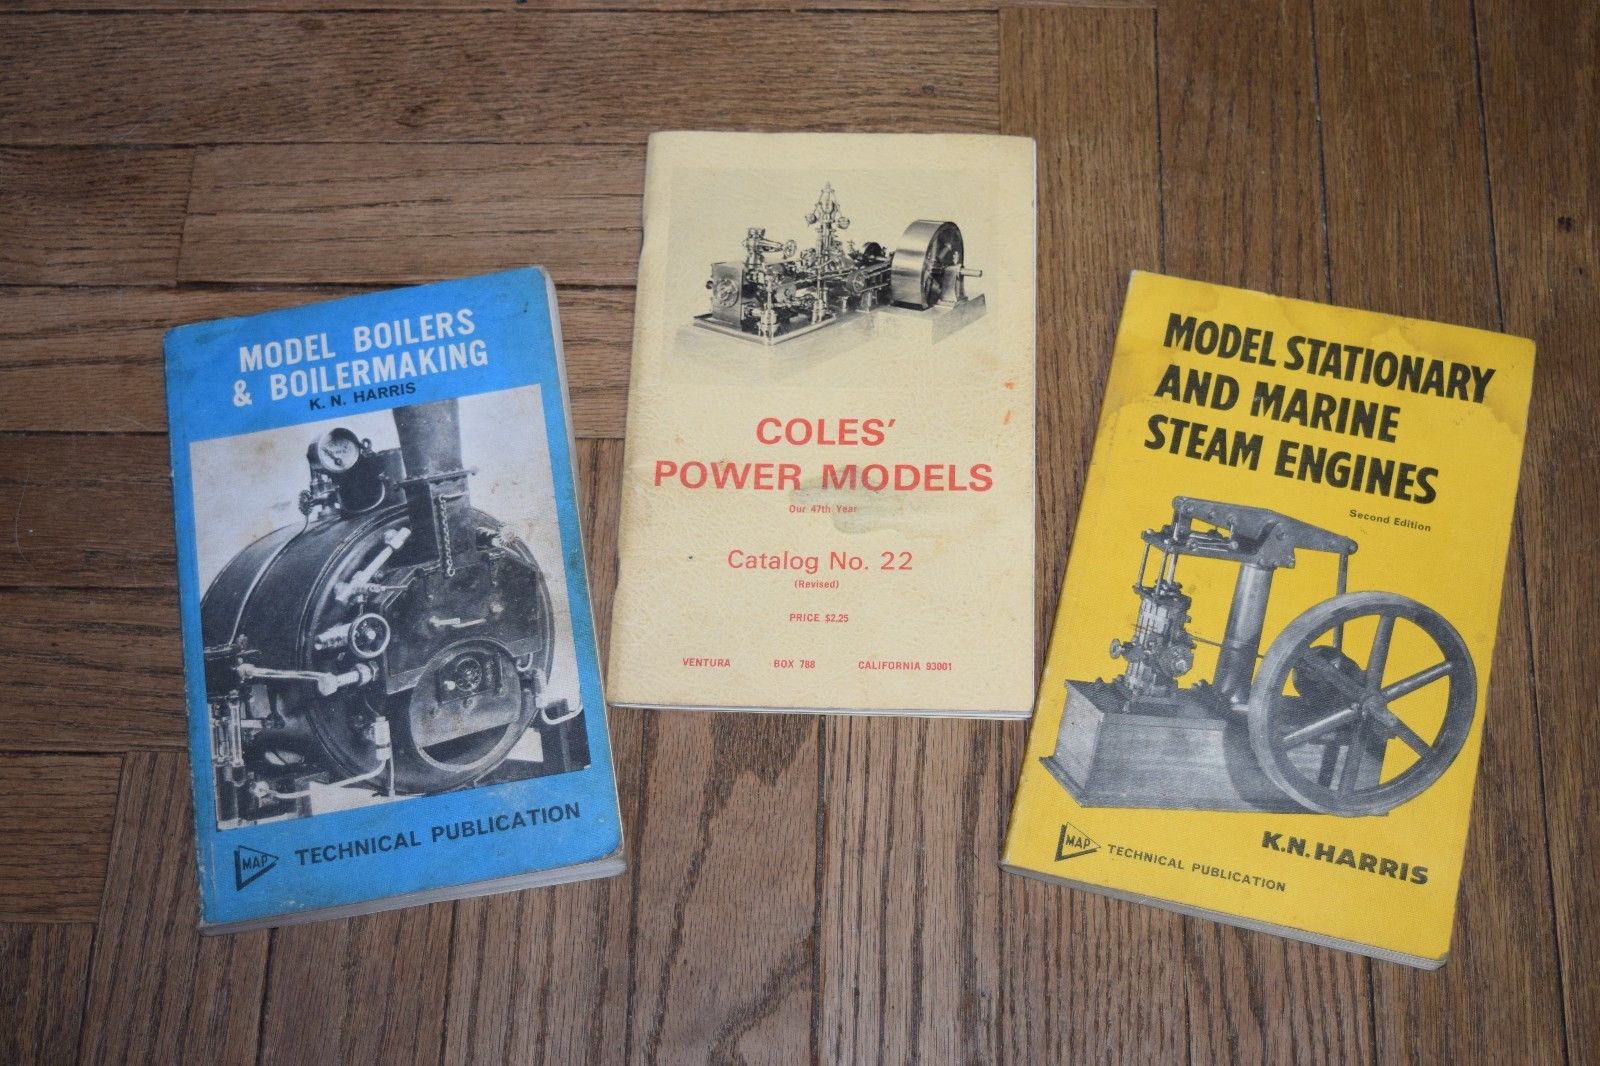 MODEL BOILERS
& BOILERMAKING
K. N. HARRIS
MAP TECHNICAL PUBLICATION
COLES'
POWER MODELS
Our 47th Year
Catalog No. 22
(Revised)
PRICE $2.25
VENTURA BOX 788 CALIFORNIA 93001
MODEL STATIONARY
AND MARINE
STEAM ENGINES
Second Edition
K.N. HARRIS
MAP TECHNICAL PUBLICATION